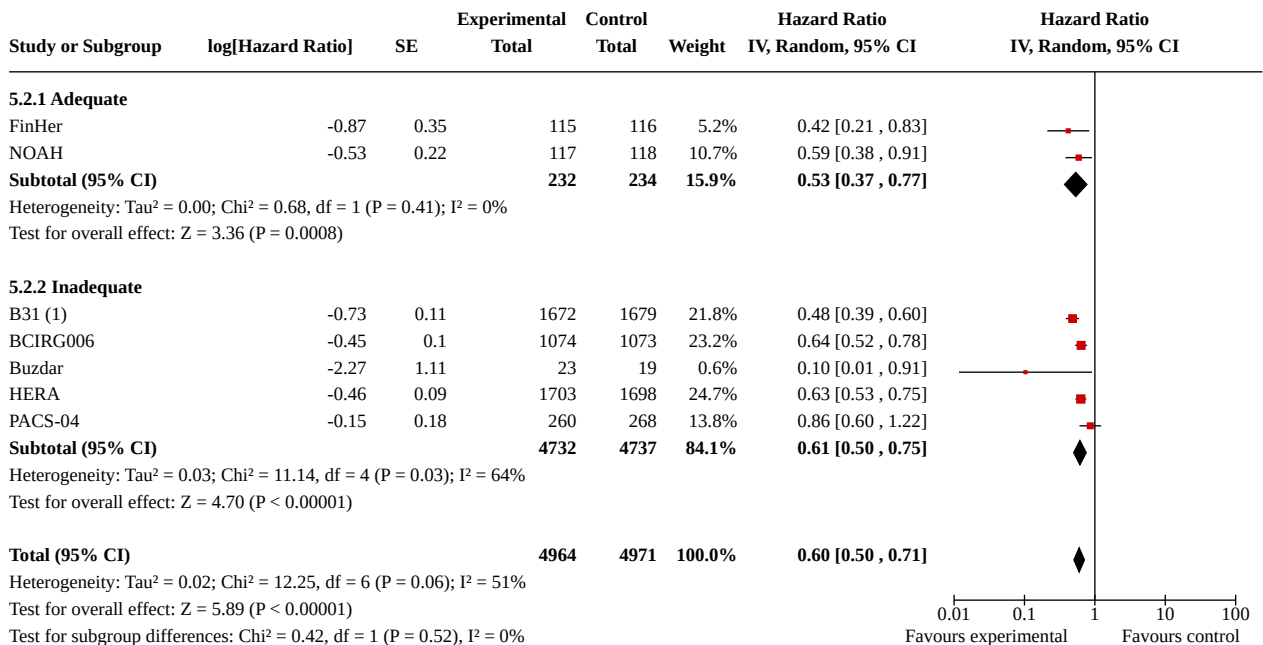 Experimental Control Hazard Ratio Hazard Ratio
Study or Subgroup log[Hazard Ratio] SE Total Total Weight IV, Random, 95% CI IV, Random, 95% CI
5.2.1 Adequate
FinHer -0.87 0.35 115 116 5.2% 0.42 [0.21 , 0.83]
NOAH -0.53 0.22 117 118 10.7% 0.59 [0.38 , 0.91]
Subtotal (95% CI) 232 234 15.9% 0.53 [0.37 , 0.77]
Heterogeneity: Tau² = 0.00; Chi² = 0.68, df = 1 (P = 0.41); I² = 0%
Test for overall effect: Z = 3.36 (P = 0.0008)
5.2.2 Inadequate
B31 (1) -0.73 0.11 1672 1679 21.8% 0.48 [0.39 , 0.60]
BCIRG006 -0.45 0.1 1074 1073 23.2% 0.64 [0.52 , 0.78]
Buzdar -2.27 1.11 23 19 0.6% 0.10 [0.01 , 0.91]
HERA -0.46 0.09 1703 1698 24.7% 0.63 [0.53 , 0.75]
PACS-04 -0.15 0.18 260 268 13.8% 0.86 [0.60 , 1.22]
Subtotal (95% CI) 4732 4737 84.1% 0.61 [0.50 , 0.75]
Heterogeneity: Tau² = 0.03; Chi² = 11.14, df = 4 (P = 0.03); I² = 64%
Test for overall effect: Z = 4.70 (P < 0.00001)
Total (95% CI) 4964 4971 100.0% 0.60 [0.50 , 0.71]
Heterogeneity: Tau² = 0.02; Chi² = 12.25, df = 6 (P = 0.06); I² = 51%
Test for overall effect: Z = 5.89 (P < 0.00001) 0.01 0.1 1 10 100
Test for subgroup differences: Chi² = 0.42, df = 1 (P = 0.52), I² = 0% Favours experimental Favours control